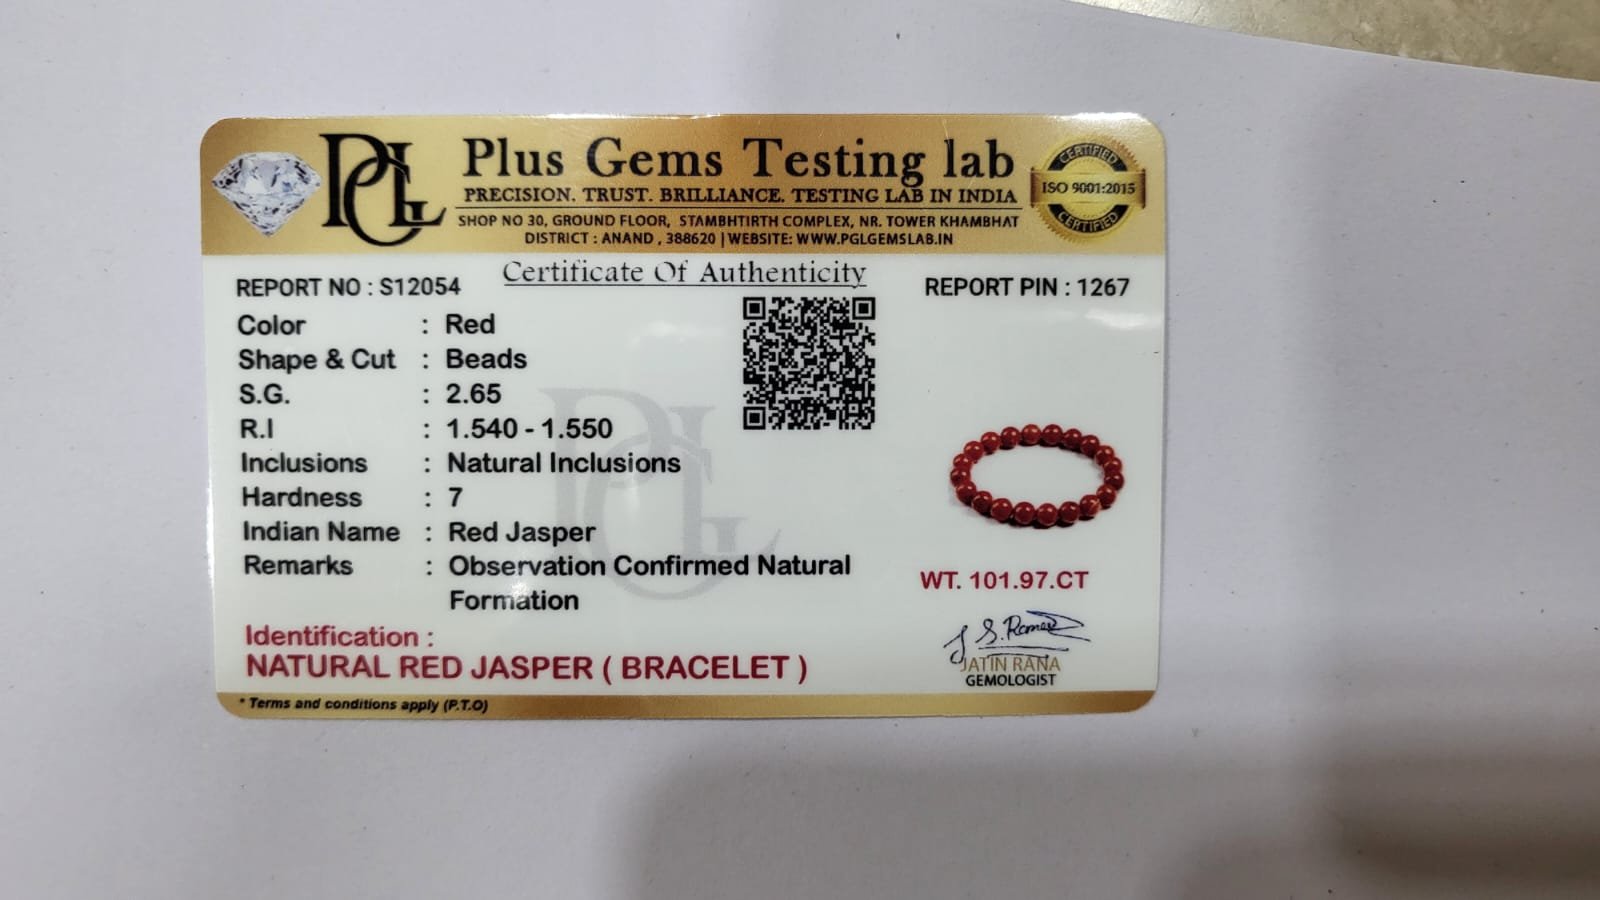 PGL
Plus Gems Testing lab
PRECISION. TRUST. BRILLIANCE. TESTING LAB IN INDIA
SHOP NO 30, GROUND FLOOR, STAMBHTIRTH COMPLEX, NR. TOWER KHAMBHAT
DISTRICT : ANAND , 388620 | WEBSITE: WWW.PGLGEMSLAB.IN
CERTIFIED
ISO 9001:2015
CERTIFIED
Certificate Of Authenticity
REPORT NO : S12054
REPORT PIN : 1267
Color : Red
Shape & Cut : Beads
S.G. : 2.65
R.I : 1.540 - 1.550
Inclusions : Natural Inclusions
Hardness : 7
Indian Name : Red Jasper
Remarks : Observation Confirmed Natural
Formation
PGL
WT. 101.97.CT
Identification :
NATURAL RED JASPER ( BRACELET )
JATIN RANA
GEMOLOGIST
* Terms and conditions apply (P.T.O)